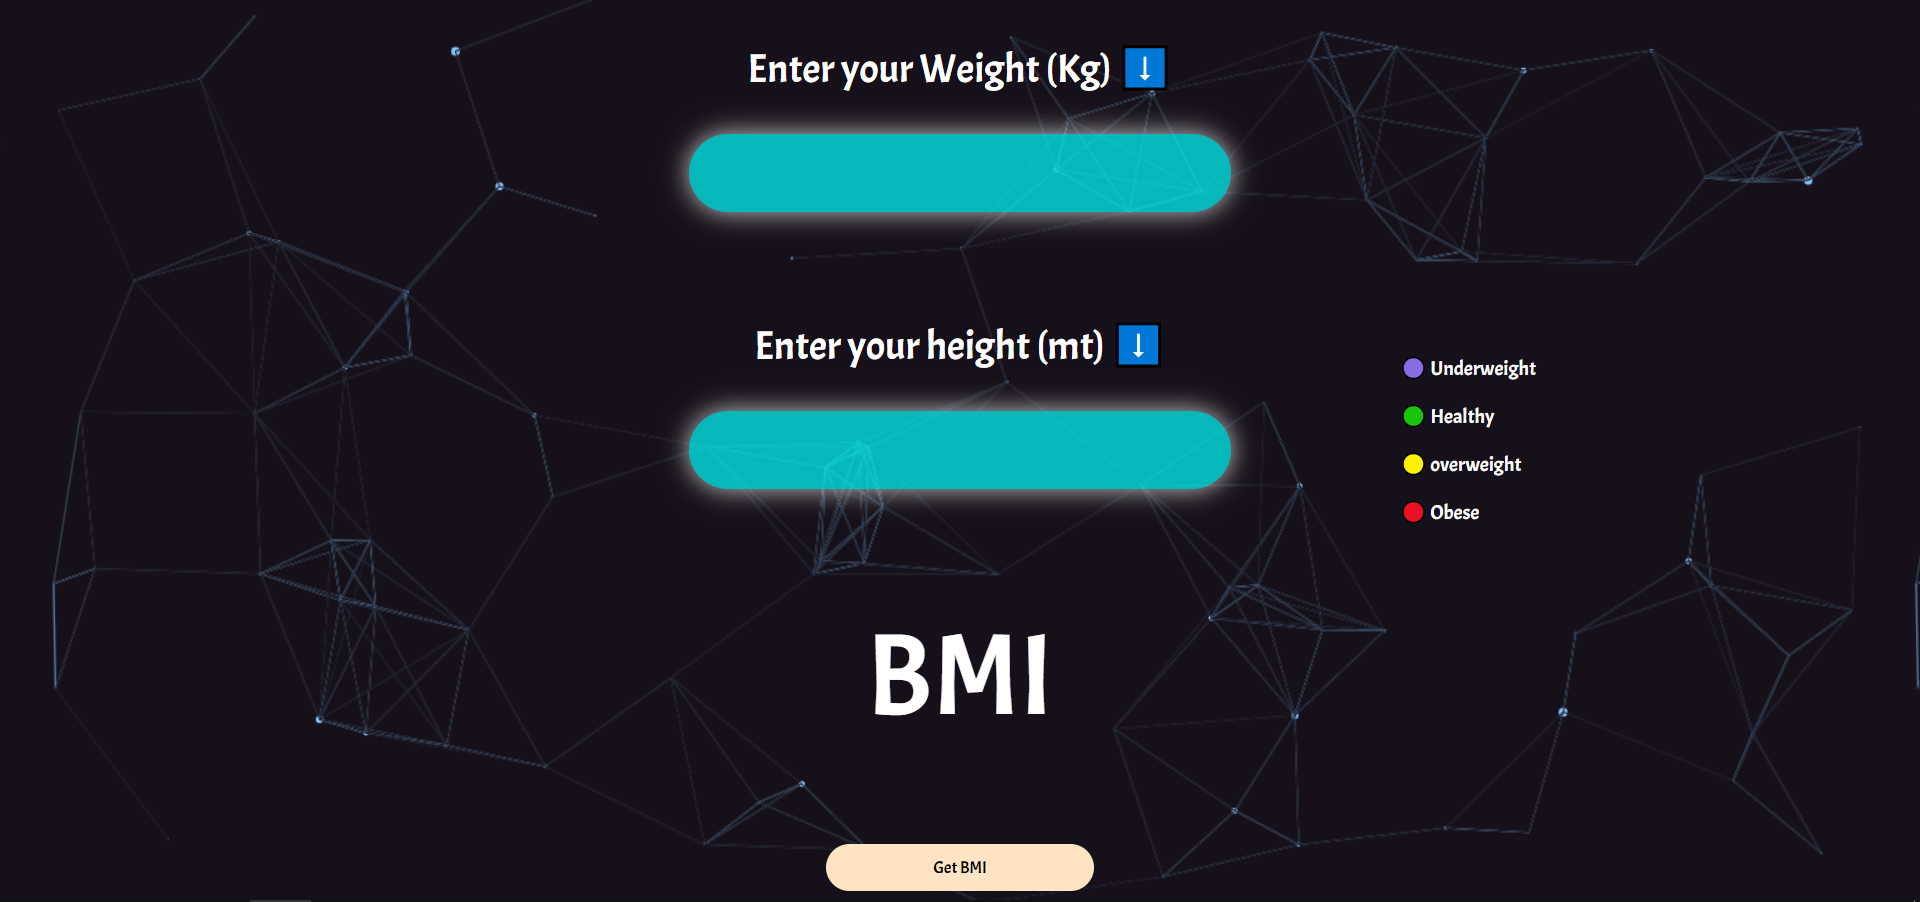 Enter your Weight (Kg) ⬇️
Enter your height (mt) ⬇️
Underweight
Healthy
overweight
Obese
BMI
Get BMI